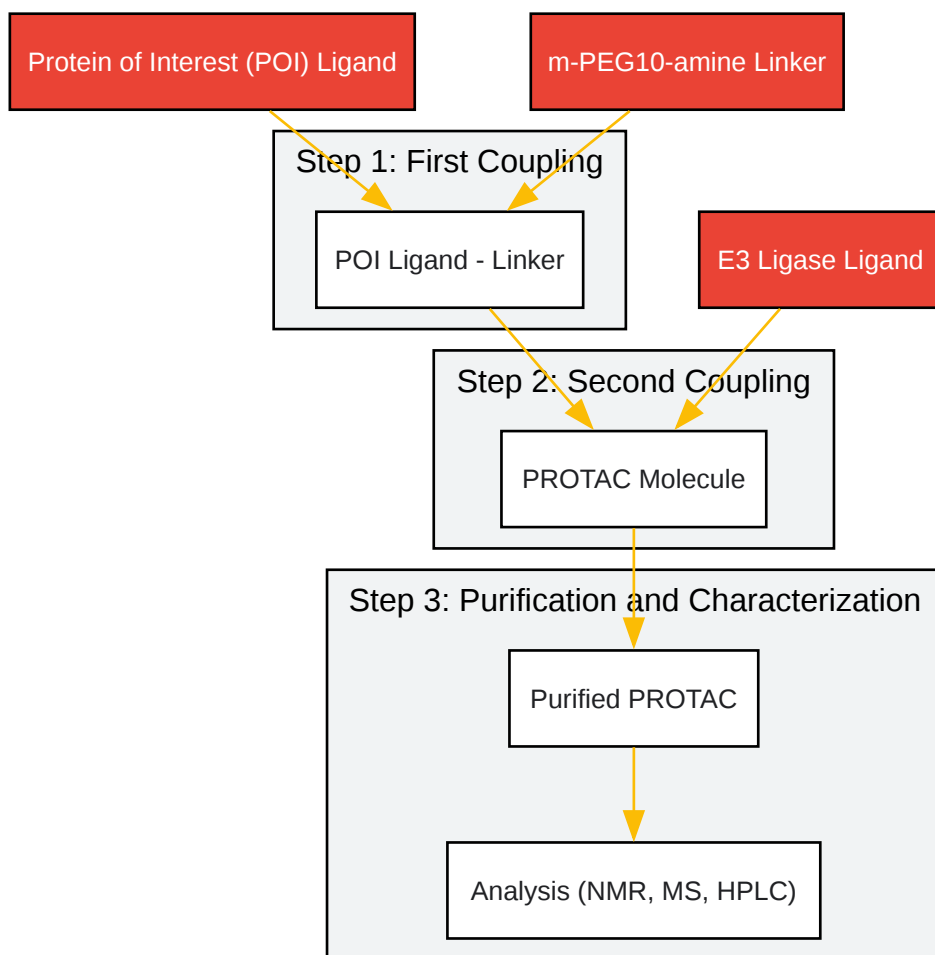 Protein of Interest (POI) Ligand
m-PEG10-amine Linker
Step 1: First Coupling
POI Ligand - Linker
E3 Ligase Ligand
Step 2: Second Coupling
PROTAC Molecule
Step 3: Purification and Characterization
Purified PROTAC
Analysis (NMR, MS, HPLC)